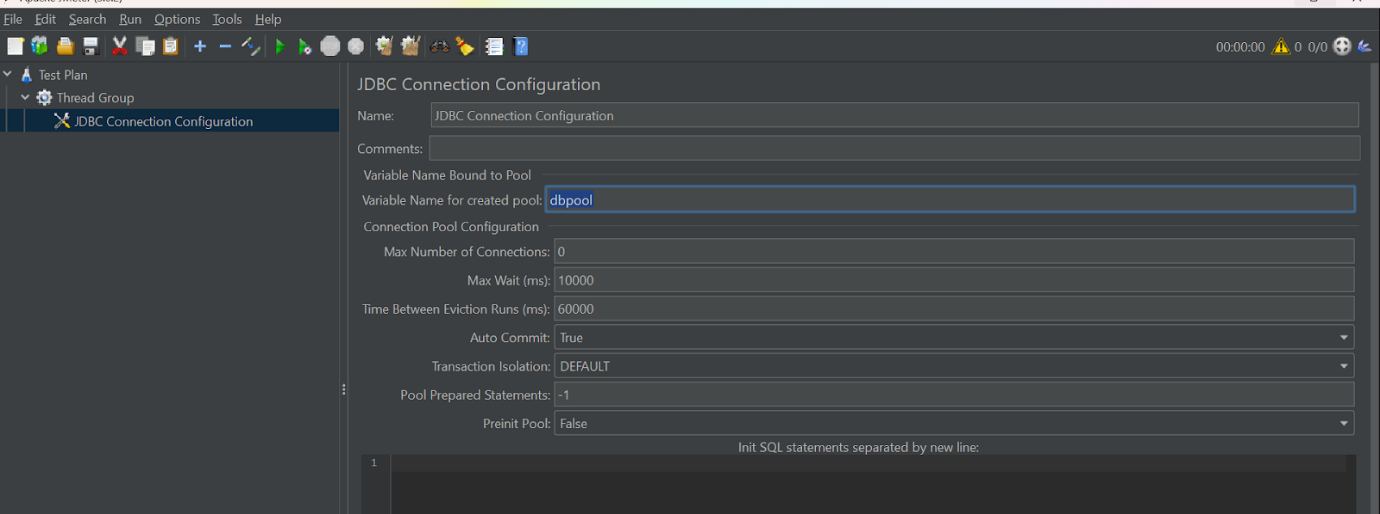 File Edit Search Run Options Tools Help
00:00:00 0 0/0
Test Plan
Thread Group
JDBC Connection Configuration
JDBC Connection Configuration
Name: JDBC Connection Configuration
Comments:
Variable Name Bound to Pool
Variable Name for created pool: dbpool
Connection Pool Configuration
Max Number of Connections: 0
Max Wait (ms): 10000
Time Between Eviction Runs (ms): 60000
Auto Commit: True
Transaction Isolation: DEFAULT
Pool Prepared Statements: -1
Preinit Pool: False
Init SQL statements separated by new line:
1